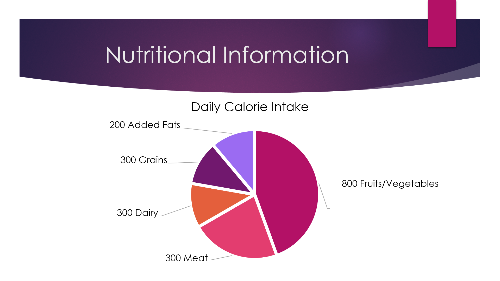 Nutritional Information
Daily Calorie Intake
200 Added Fats
300 Grains
800 Fruits/Vegetables
300 Dairy
300 Meat